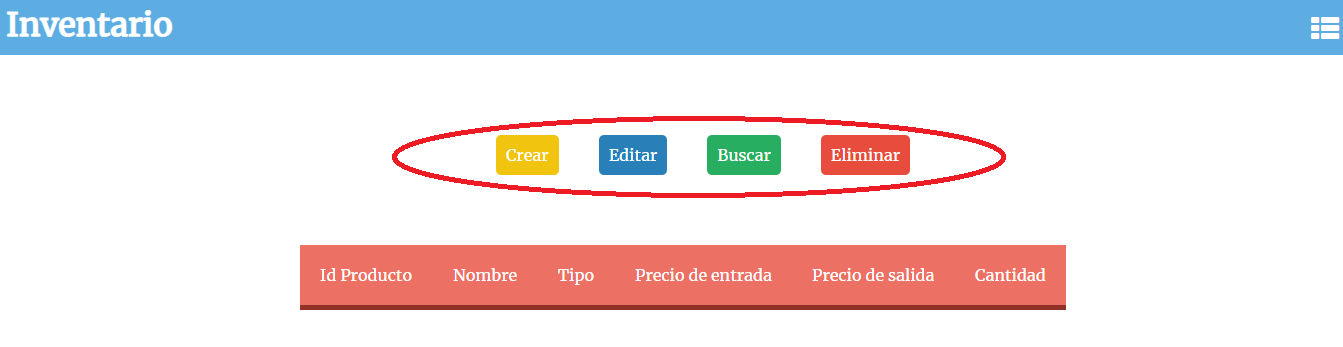 Inventario
Crear Editar Buscar Eliminar
Id Producto Nombre Tipo Precio de entrada Precio de salida Cantidad